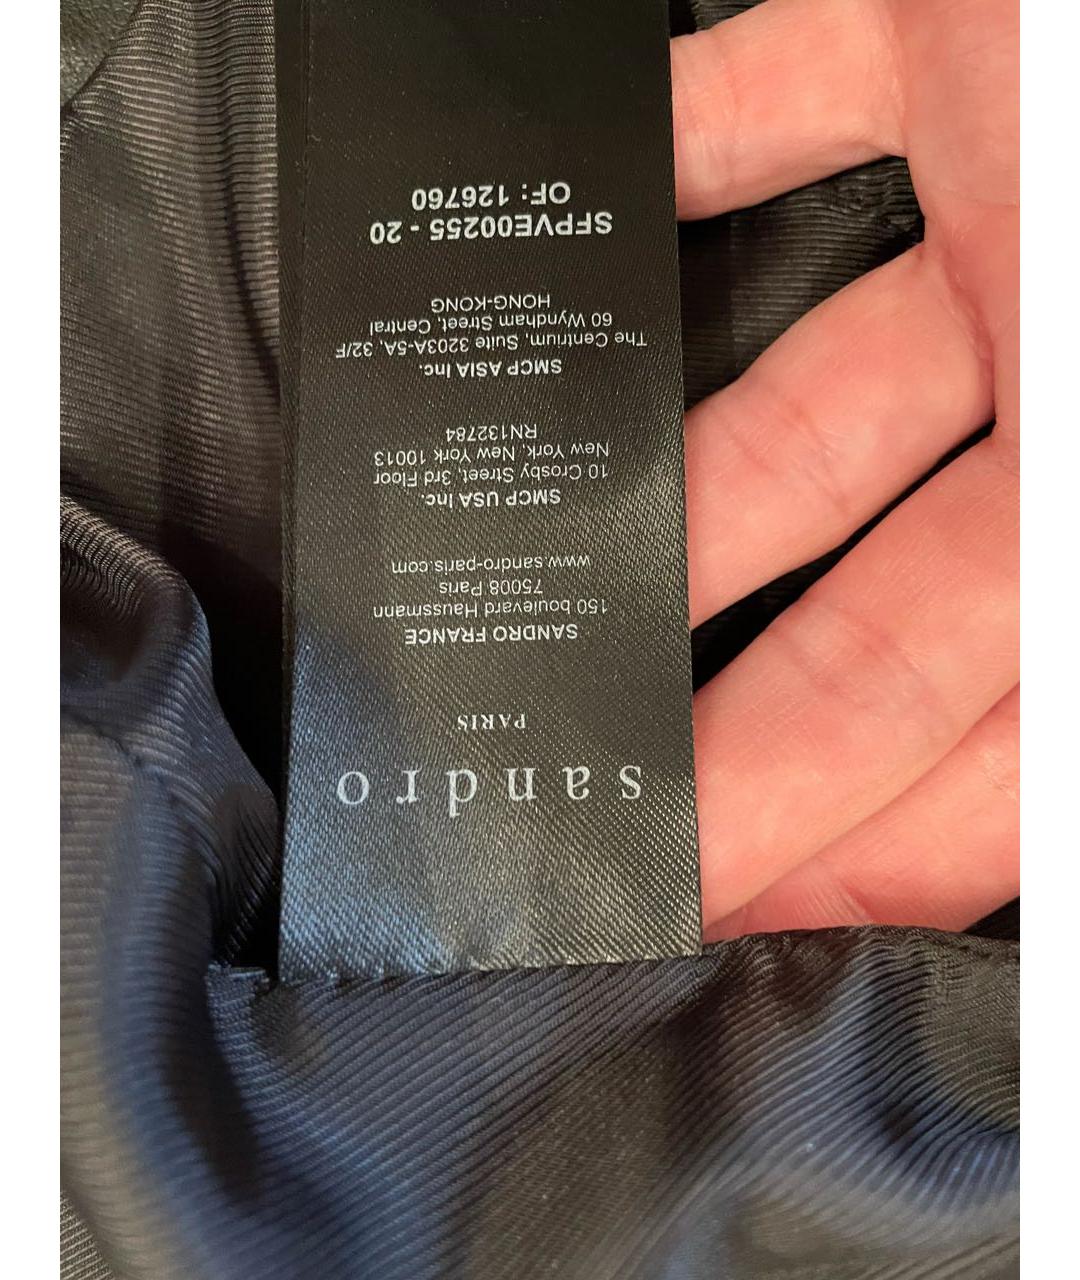 sandro
PARIS
SANDRO FRANCE
150 boulevard Haussmann
75008 Paris
www.sandro-paris.com
SMCP USA Inc.
10 Crosby Street, 3rd Floor
New York, New York 10013
RN132784
SMCP ASIA Inc.
The Centrium, Suite 3203A-5A, 32/F
60 Wyndham Street, Central
HONG-KONG
SFPVE00255 - 20
OF: 126760